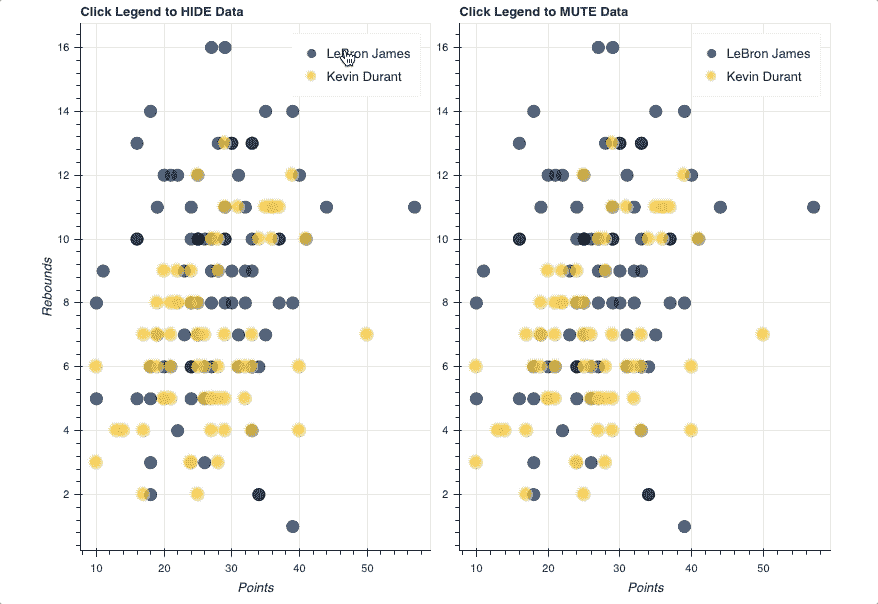 Click Legend to HIDE Data
Click Legend to MUTE Data
LeBron James
Kevin Durant
LeBron James
Kevin Durant
16
14
12
10
8
6
4
2
Rebounds
16
14
12
10
8
6
4
2
10 20 30 40 50
10 20 30 40 50
Points
Points